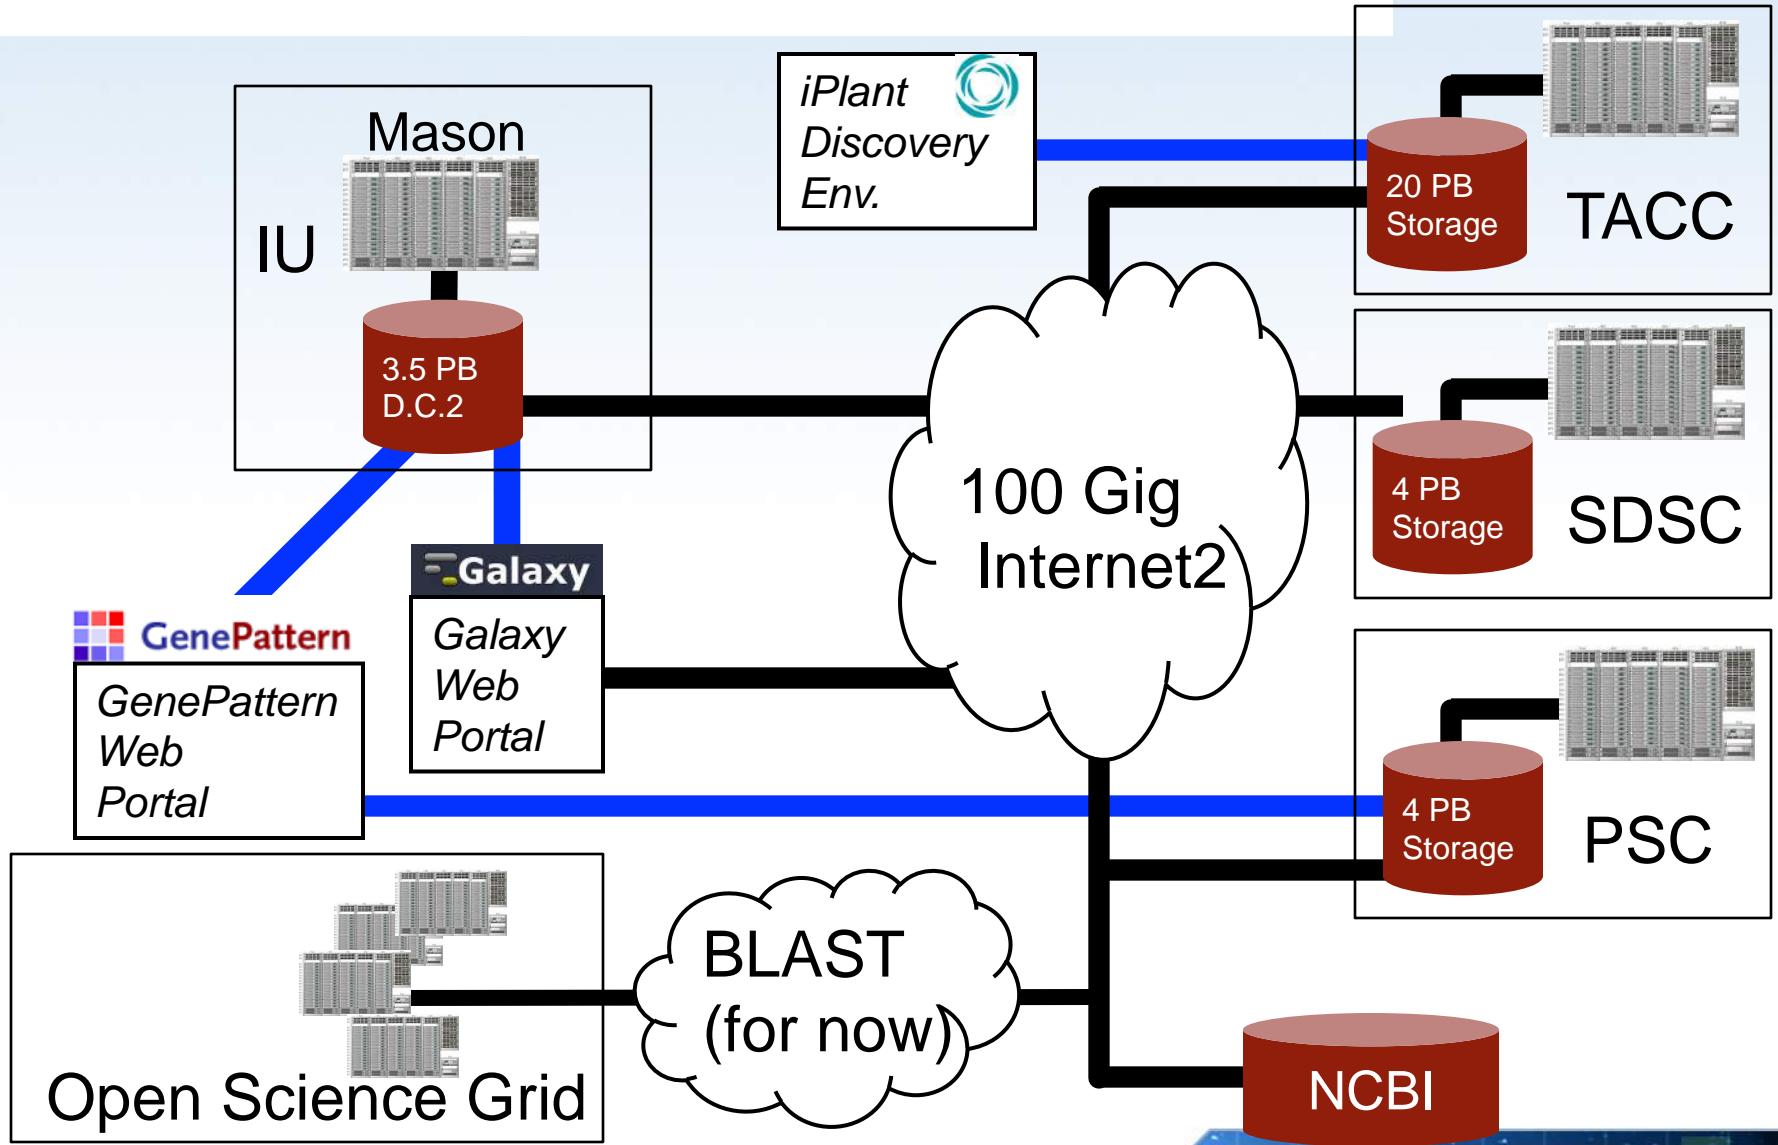 Mason
IU
3.5 PB
D.C.2
iPlant
Discovery
Env.
20 PB
Storage
TACC
4 PB
Storage
SDSC
100 Gig
Internet2
Galaxy
Galaxy
Web
Portal
GenePattern
GenePattern
Web
Portal
4 PB
Storage
PSC
BLAST
(for now)
Open Science Grid
NCBI